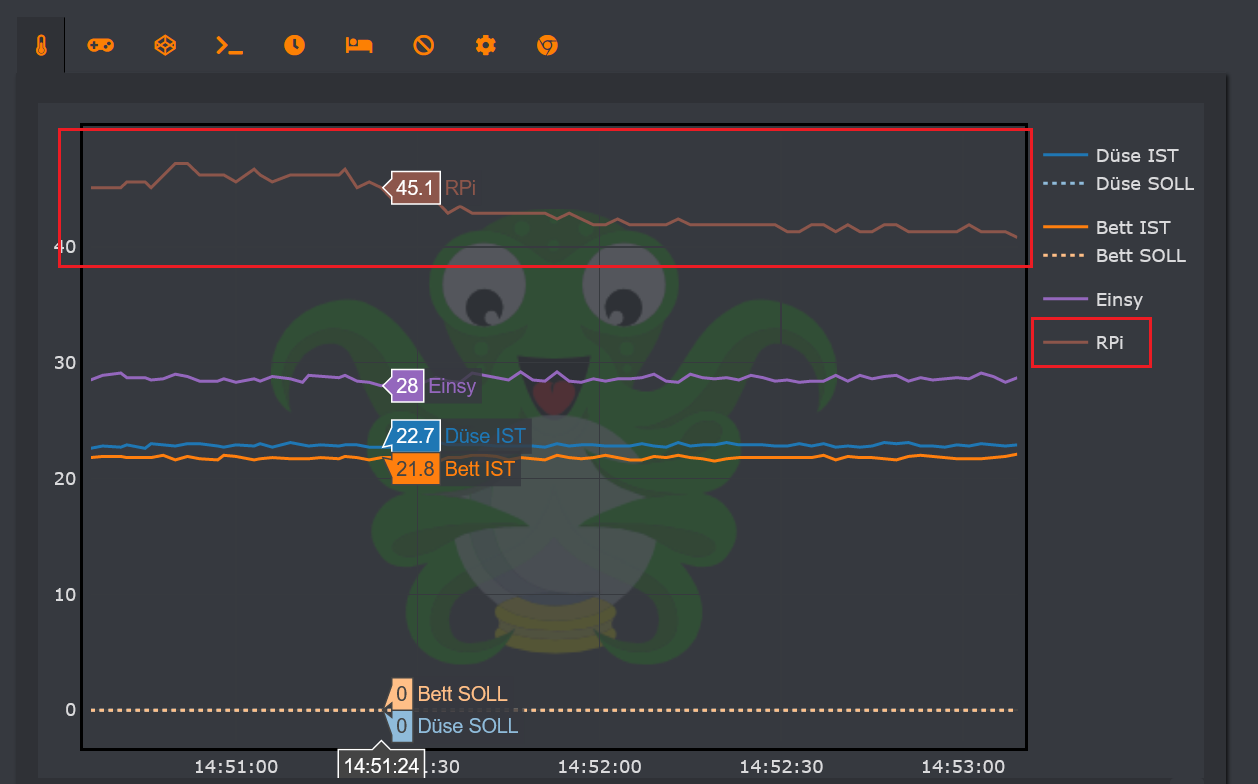 Düse IST
Düse SOLL
Bett IST
Bett SOLL
Einsy
RPi
40
30
20
10
0
45.1 RPi
28 Einsy
22.7 Düse IST
21.8 Bett IST
0 Bett SOLL
0 Düse SOLL
14:51:00
14:51:24
:30
14:52:00
14:52:30
14:53:00